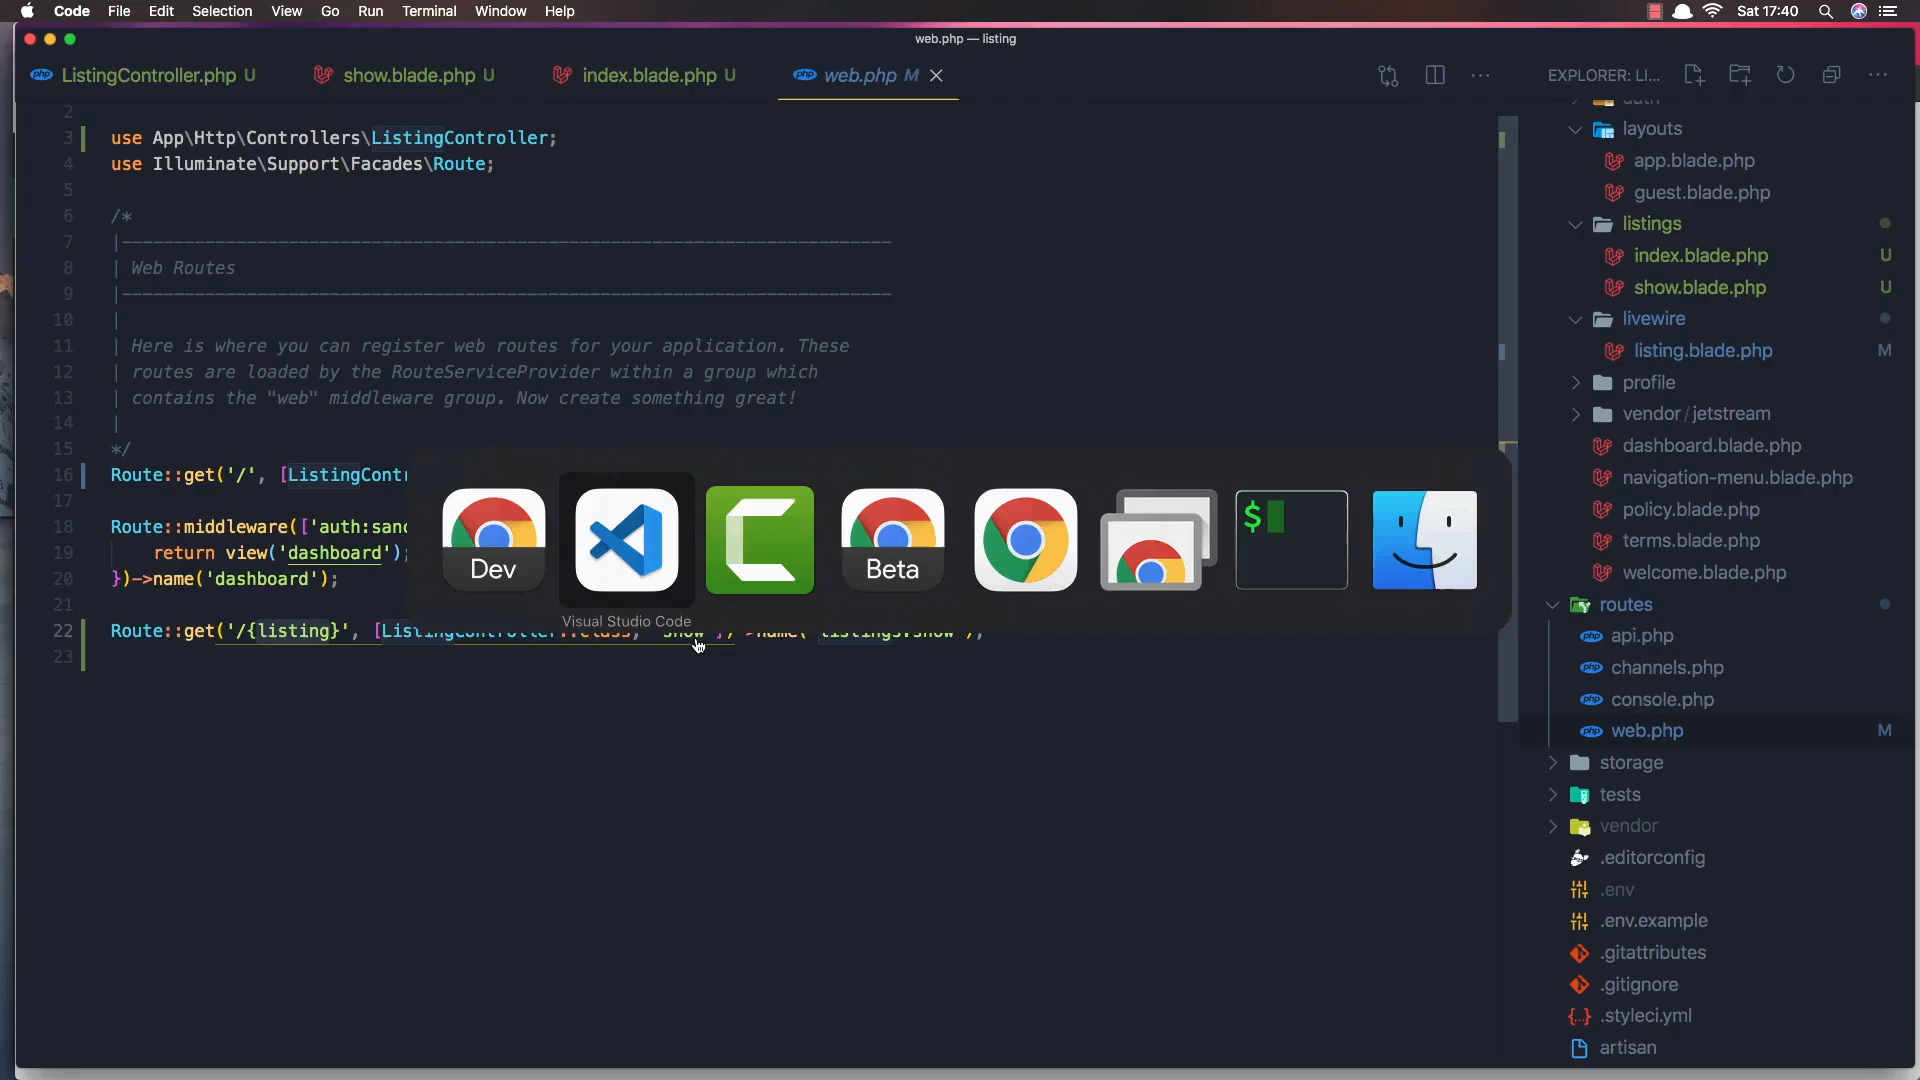 Code File Edit Selection View Go Run Terminal Window Help
Sat 17:40
web.php — listing
ListingController.php U
show.blade.php U
index.blade.php U
web.php M
EXPLORER: LI...
2
3 use App\Http\Controllers\ListingController;
4 use Illuminate\Support\Facades\Route;
5
6 /*
7 |--------------------------------------------------------------------------
8 | Web Routes
9 |--------------------------------------------------------------------------
10 |
11 | Here is where you can register web routes for your application. These
12 | routes are loaded by the RouteServiceProvider within a group which
13 | contains the "web" middleware group. Now create something great!
14 |
15 */
16 Route::get('/', [ListingContr
17
18 Route::middleware(['auth:sanc
19 return view('dashboard');
20 })->name('dashboard');
21
22 Route::get('/{listing}', [ListingController::class, 'show'])->name('listings.show');
23
Dev
Beta
$
Visual Studio Code
auth
layouts
app.blade.php
guest.blade.php
listings
index.blade.php U
show.blade.php U
livewire
listing.blade.php M
profile
vendor / jetstream
dashboard.blade.php
navigation-menu.blade.php
policy.blade.php
terms.blade.php
welcome.blade.php
routes
api.php
channels.php
console.php
web.php M
storage
tests
vendor
.editorconfig
.env
.env.example
.gitattributes
.gitignore
.styleci.yml
artisan